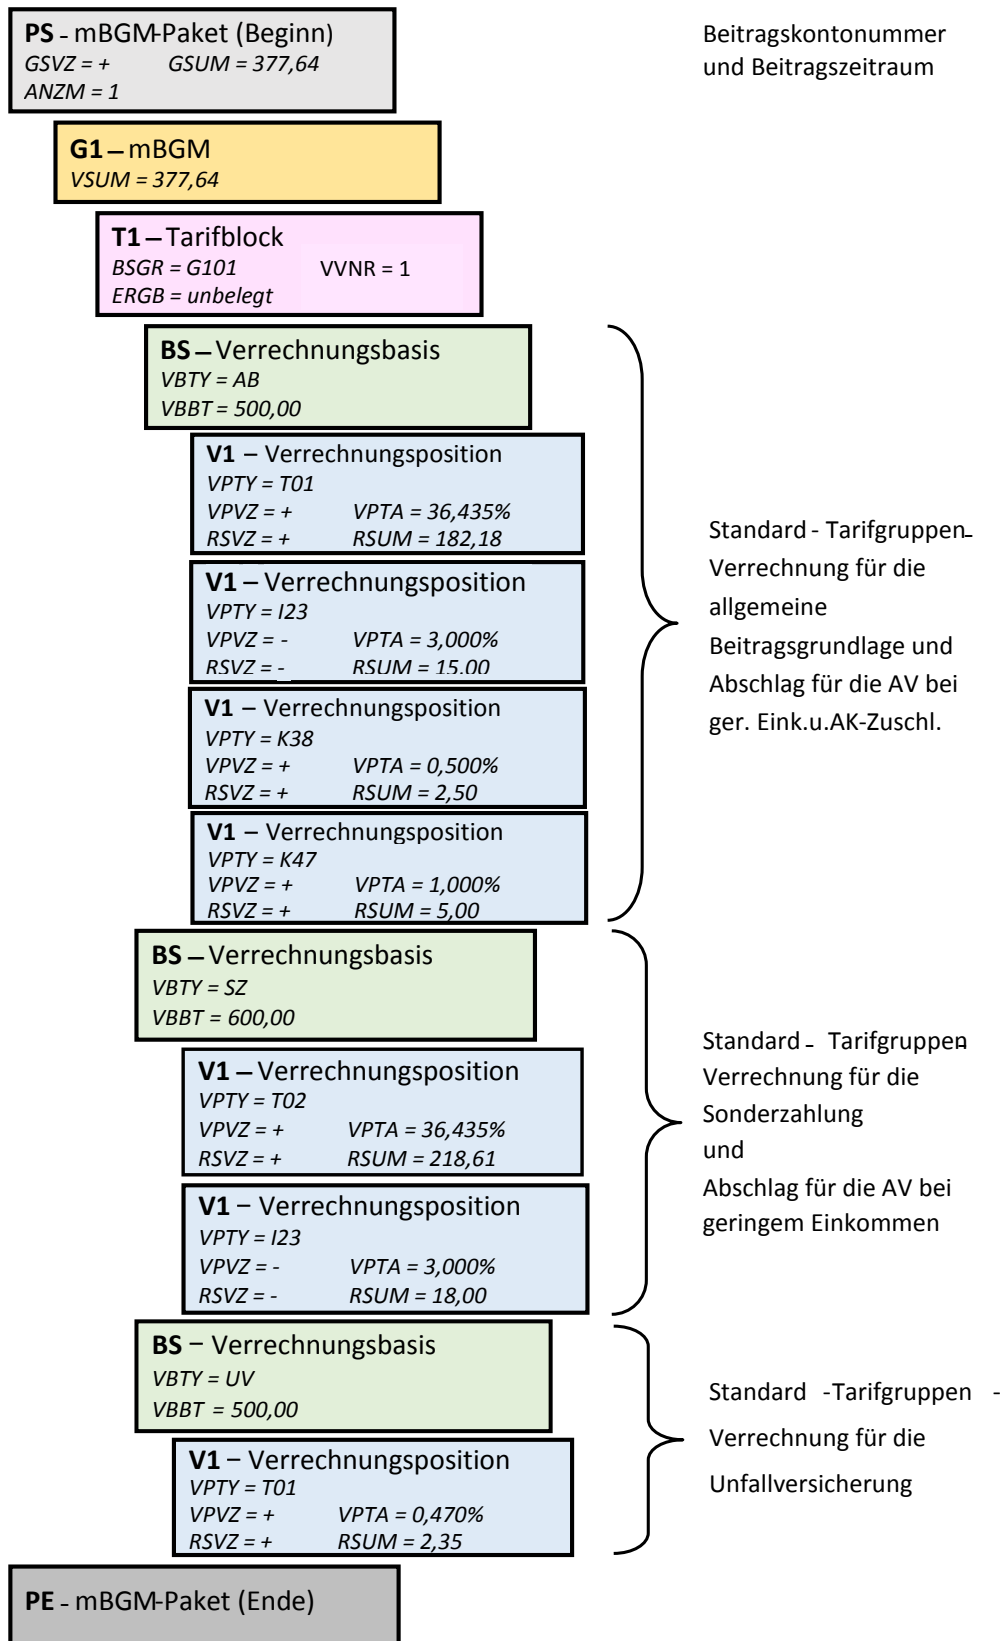 PS - mBGM-Paket (Beginn)
GSVZ = + GSUM = 377,64
ANZM = 1
Beitragskontonummer
und Beitragszeitraum
G1 – mBGM
VSUM = 377,64
T1 – Tarifblock
BSGR = G101 VVNR = 1
ERGB = unbelegt
BS – Verrechnungsbasis
VBTY = AB
VBBT = 500,00
V1 – Verrechnungsposition
VPTY = T01
VPVZ = + VPTA = 36,435%
RSVZ = + RSUM = 182,18
V1 – Verrechnungsposition
VPTY = I23
VPVZ = - VPTA = 3,000%
RSVZ = - RSUM = 15.00
V1 – Verrechnungsposition
VPTY = K38
VPVZ = + VPTA = 0,500%
RSVZ = + RSUM = 2,50
V1 – Verrechnungsposition
VPTY = K47
VPVZ = + VPTA = 1,000%
RSVZ = + RSUM = 5,00
Standard - Tarifgruppen-
Verrechnung für die
allgemeine
Beitragsgrundlage und
Abschlag für die AV bei
ger. Eink.u.AK-Zuschl.
BS – Verrechnungsbasis
VBTY = SZ
VBBT = 600,00
V1 – Verrechnungsposition
VPTY = T02
VPVZ = + VPTA = 36,435%
RSVZ = + RSUM = 218,61
V1 – Verrechnungsposition
VPTY = I23
VPVZ = - VPTA = 3,000%
RSVZ = - RSUM = 18,00
Standard - Tarifgruppen-
Verrechnung für die
Sonderzahlung
und
Abschlag für die AV bei
geringem Einkommen
BS – Verrechnungsbasis
VBTY = UV
VBBT = 500,00
V1 – Verrechnungsposition
VPTY = T01
VPVZ = + VPTA = 0,470%
RSVZ = + RSUM = 2,35
Standard -Tarifgruppen -
Verrechnung für die
Unfallversicherung
PE - mBGM-Paket (Ende)